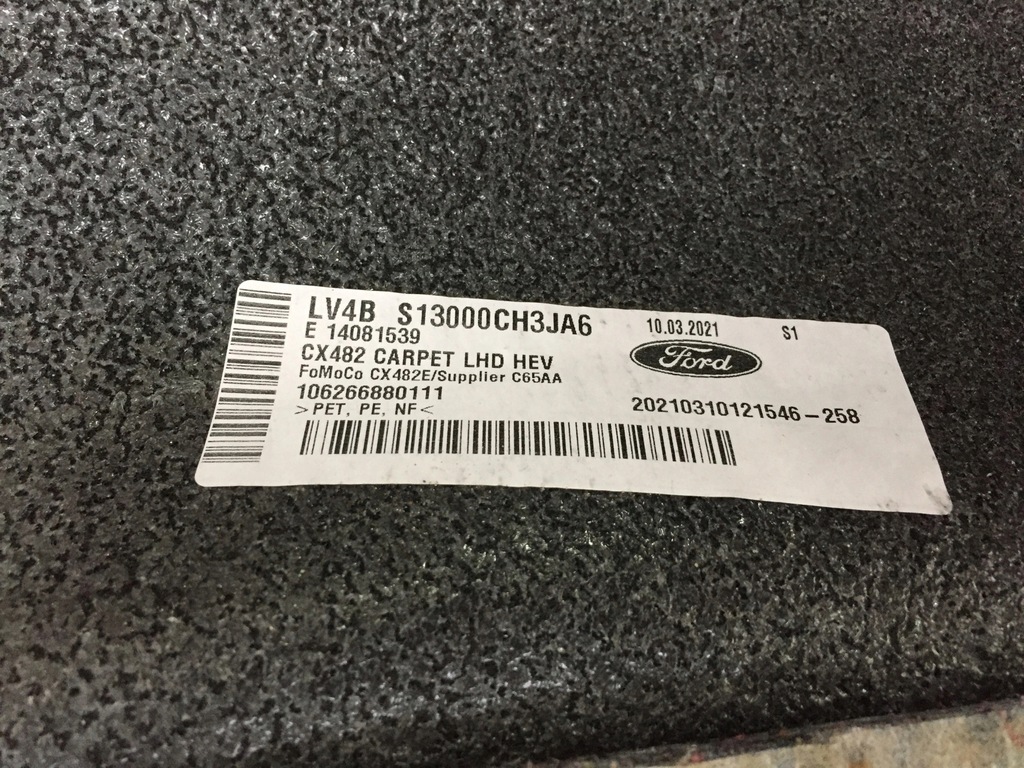 LV4B S13000CH3JA6 10.03.2021 S1
E 14081539
Ford
CX482 CARPET LHD HEV
FoMoCo CX482E/Supplier C65AA
106266880111
>PET, PE, NF< 20210310121546-258